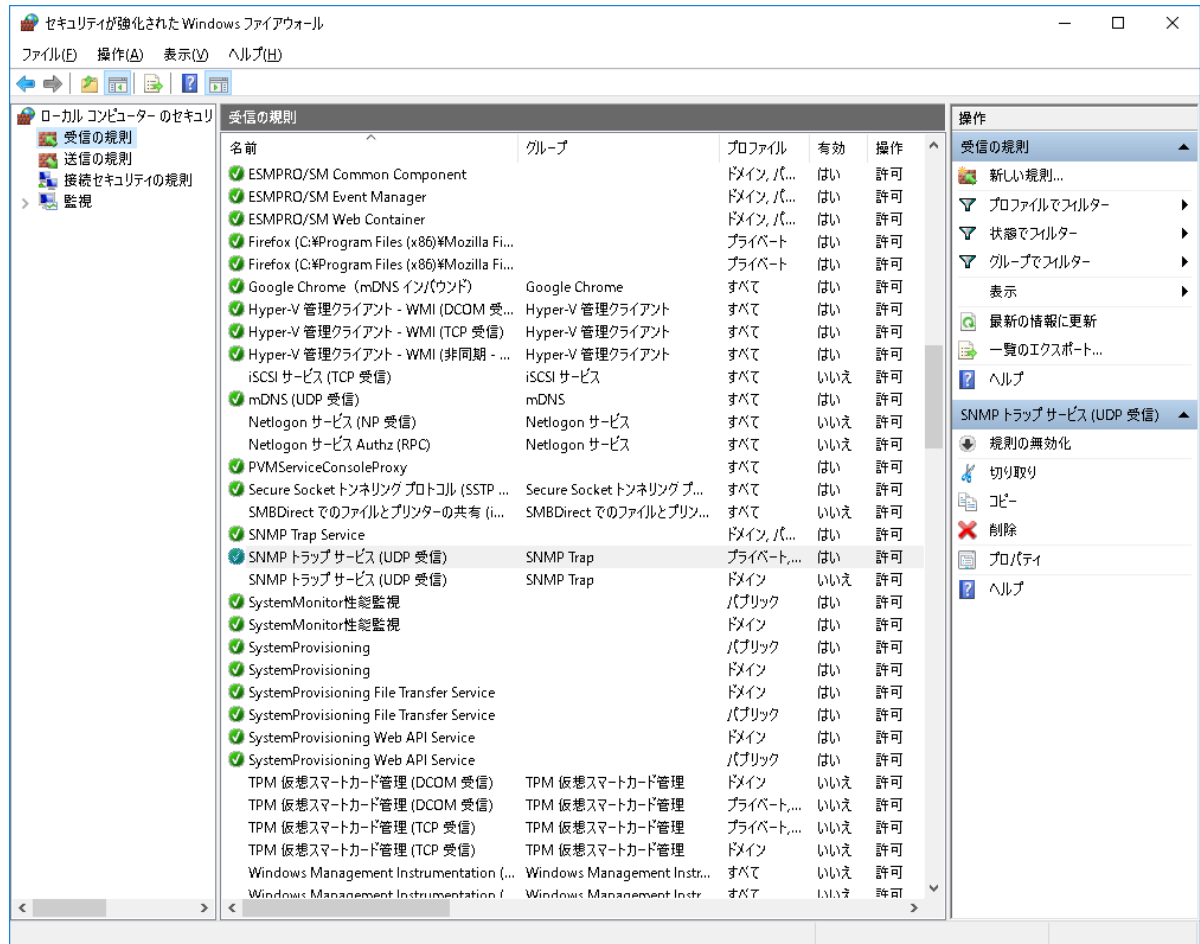 セキュリティが強化された Windows ファイアウォール
ファイル(F) 操作(A) 表示(V) ヘルプ(H)
ローカル コンピューター のセキュリ
受信の規則
送信の規則
接続セキュリティの規則
監視
受信の規則
名前 グループ プロファイル 有効 操作
ESMPRO/SM Common Component ドメイン, パ... はい 許可
ESMPRO/SM Event Manager ドメイン, パ... はい 許可
ESMPRO/SM Web Container ドメイン, パ... はい 許可
Firefox (C:¥Program Files (x86)¥Mozilla Fi... プライベート はい 許可
Firefox (C:¥Program Files (x86)¥Mozilla Fi... プライベート はい 許可
Google Chrome（mDNS インバウンド） Google Chrome すべて はい 許可
Hyper-V 管理クライアント - WMI (DCOM 受... Hyper-V 管理クライアント すべて はい 許可
Hyper-V 管理クライアント - WMI (TCP 受信) Hyper-V 管理クライアント すべて はい 許可
Hyper-V 管理クライアント - WMI (非同期 - ... Hyper-V 管理クライアント すべて はい 許可
iSCSI サービス (TCP 受信) iSCSI サービス すべて いいえ 許可
mDNS (UDP 受信) mDNS すべて はい 許可
Netlogon サービス (NP 受信) Netlogon サービス すべて いいえ 許可
Netlogon サービス Authz (RPC) Netlogon サービス すべて いいえ 許可
PVMServiceConsoleProxy すべて はい 許可
Secure Socket トンネリング プロトコル (SSTP ... Secure Socket トンネリング プ... すべて はい 許可
SMBDirect でのファイルとプリンターの共有 (i... SMBDirect でのファイルとプリン... すべて いいえ 許可
SNMP Trap Service ドメイン, パ... はい 許可
SNMP トラップ サービス (UDP 受信) SNMP Trap プライベート,... はい 許可
SNMP トラップ サービス (UDP 受信) SNMP Trap ドメイン いいえ 許可
SystemMonitor性能監視 パブリック はい 許可
SystemMonitor性能監視 ドメイン はい 許可
SystemProvisioning パブリック はい 許可
SystemProvisioning ドメイン はい 許可
SystemProvisioning File Transfer Service ドメイン はい 許可
SystemProvisioning File Transfer Service パブリック はい 許可
SystemProvisioning Web API Service ドメイン はい 許可
SystemProvisioning Web API Service パブリック はい 許可
TPM 仮想スマートカード管理 (DCOM 受信) TPM 仮想スマートカード管理 ドメイン いいえ 許可
TPM 仮想スマートカード管理 (DCOM 受信) TPM 仮想スマートカード管理 プライベート,... いいえ 許可
TPM 仮想スマートカード管理 (TCP 受信) TPM 仮想スマートカード管理 プライベート,... いいえ 許可
TPM 仮想スマートカード管理 (TCP 受信) TPM 仮想スマートカード管理 ドメイン いいえ 許可
Windows Management Instrumentation (... Windows Management Instr... すべて いいえ 許可
Windows Management Instrumentation (... Windows Management Instr... すべて いいえ 許可
操作
受信の規則
新しい規則...
プロファイルでフィルター
状態でフィルター
グループでフィルター
表示
最新の情報に更新
一覧のエクスポート...
ヘルプ
SNMP トラップ サービス (UDP 受信)
規則の無効化
切り取り
コピー
削除
プロパティ
ヘルプ